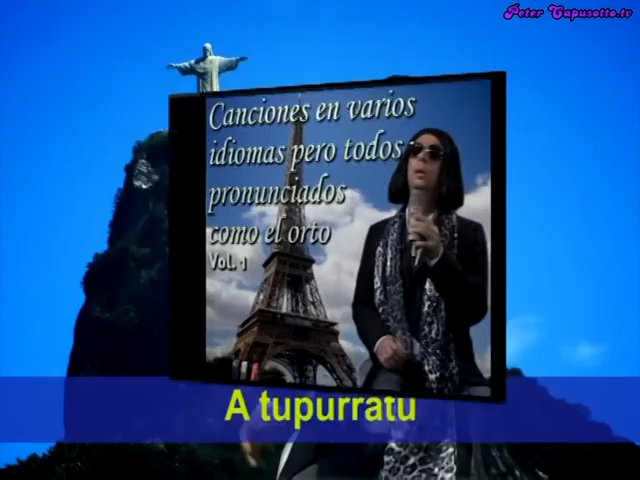 Peter Capusotto.tv
Canciones en varios
idiomas pero todos
pronunciados
como el orto
VoL. 1
A tupurratu